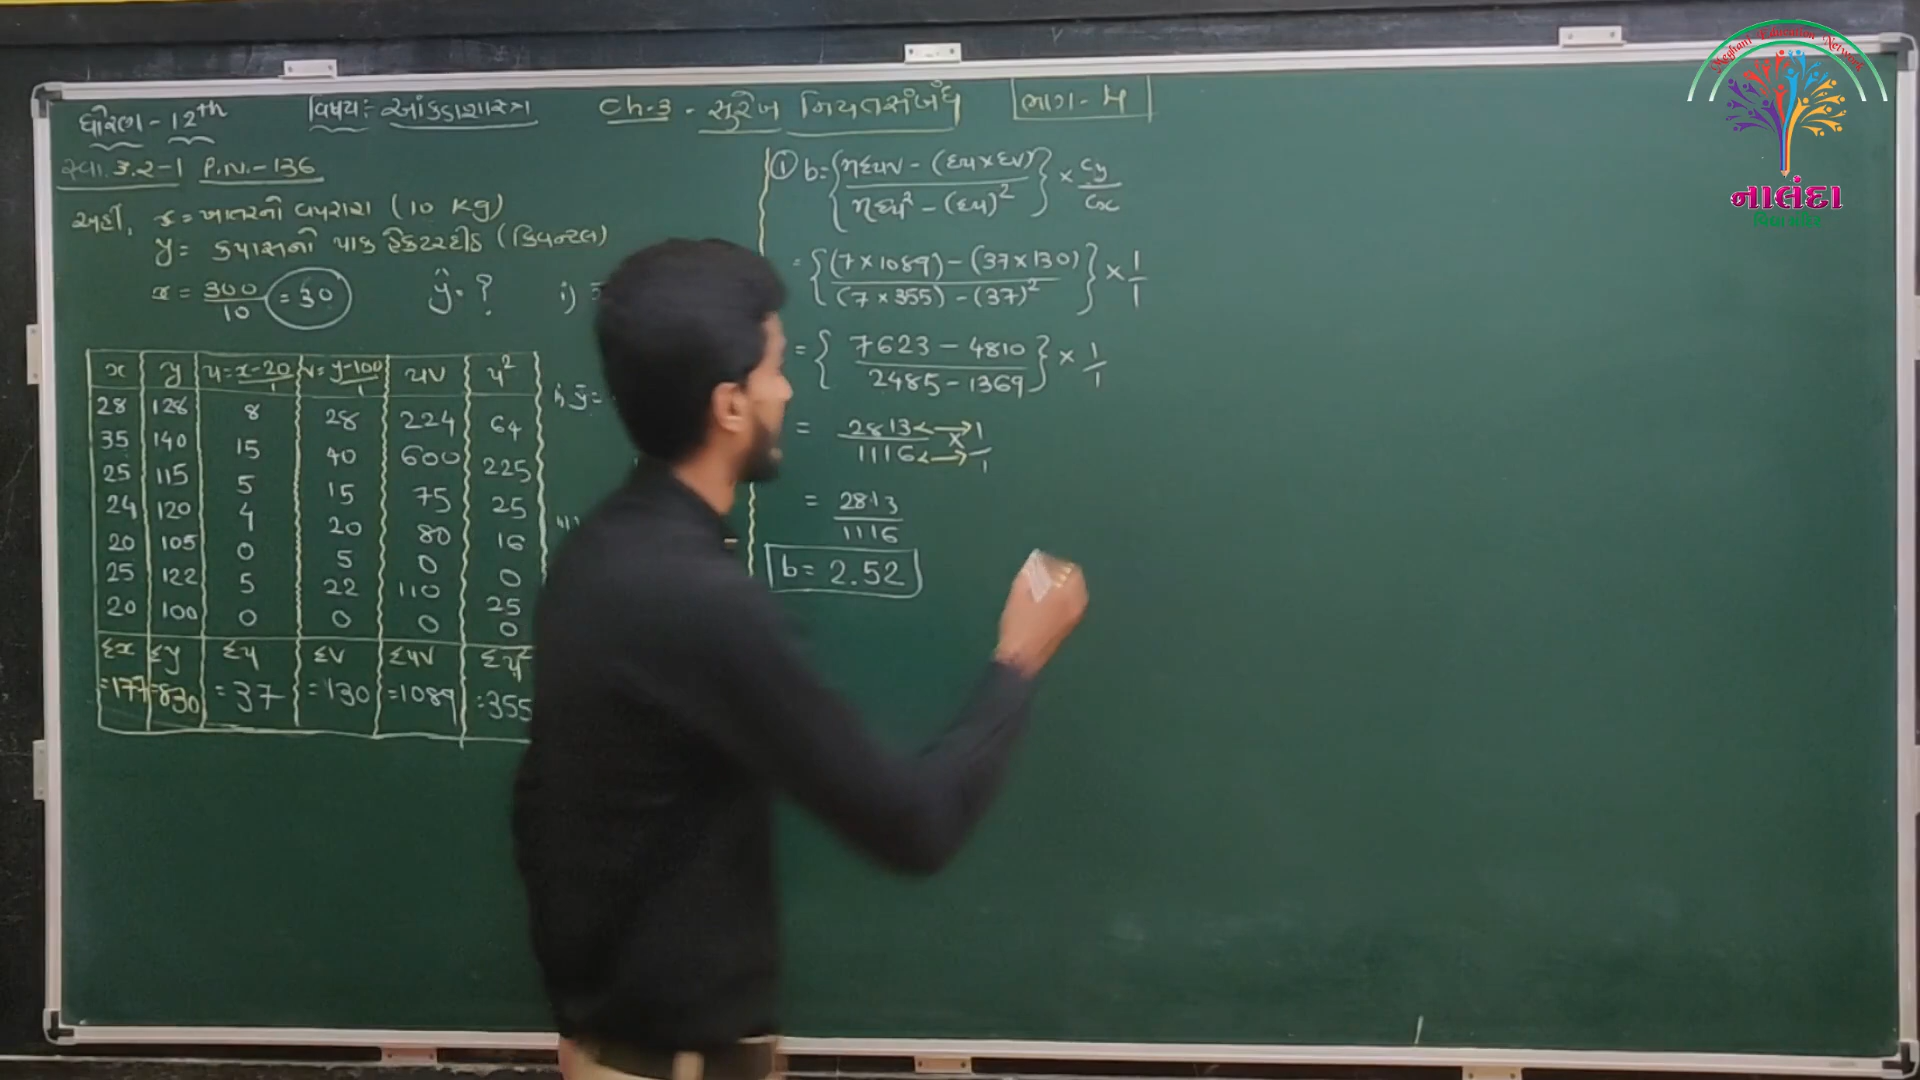 ધોરણ - 12th વિષય:- આંકડાશાસ્ત્ર Ch-3 - સુરેખ નિયતસંબંધ ભાગ - 5
સ્વા. 3.2-1 P.N. - 136
અહીં, x = ખાતરનો વપરાશ (10 Kg)
y = કપાસનો પાક હેક્ટરદીઠ (ક્વિન્ટલ)
x = 300/10 = 30 ŷ = ? i)
x y u = x-20/1 v = y-100/1 uv u²
28 128 8 28 224 64
35 140 15 40 600 225
25 115 5 15 75 25
24 120 4 20 80 16
20 105 0 5 0 0
25 122 5 22 110 25
20 100 0 0 0 0
Σx Σy Σu Σv Σuv Σu²
=177 =830 =37 =130 =1089 =355
ȳ =
① b = {nΣuv - (Σu×Σv) / nΣu² - (Σu)²} × Cy/Cx
= {(7×1089) - (37×130) / (7×355) - (37)²} × 1/1
= {7623 - 4810 / 2485 - 1369} × 1/1
= 2813/1116 × 1/1
= 2813/1116
b = 2.52
Meghani Education Network
નાલંદા
વિદ્યા મંદિર